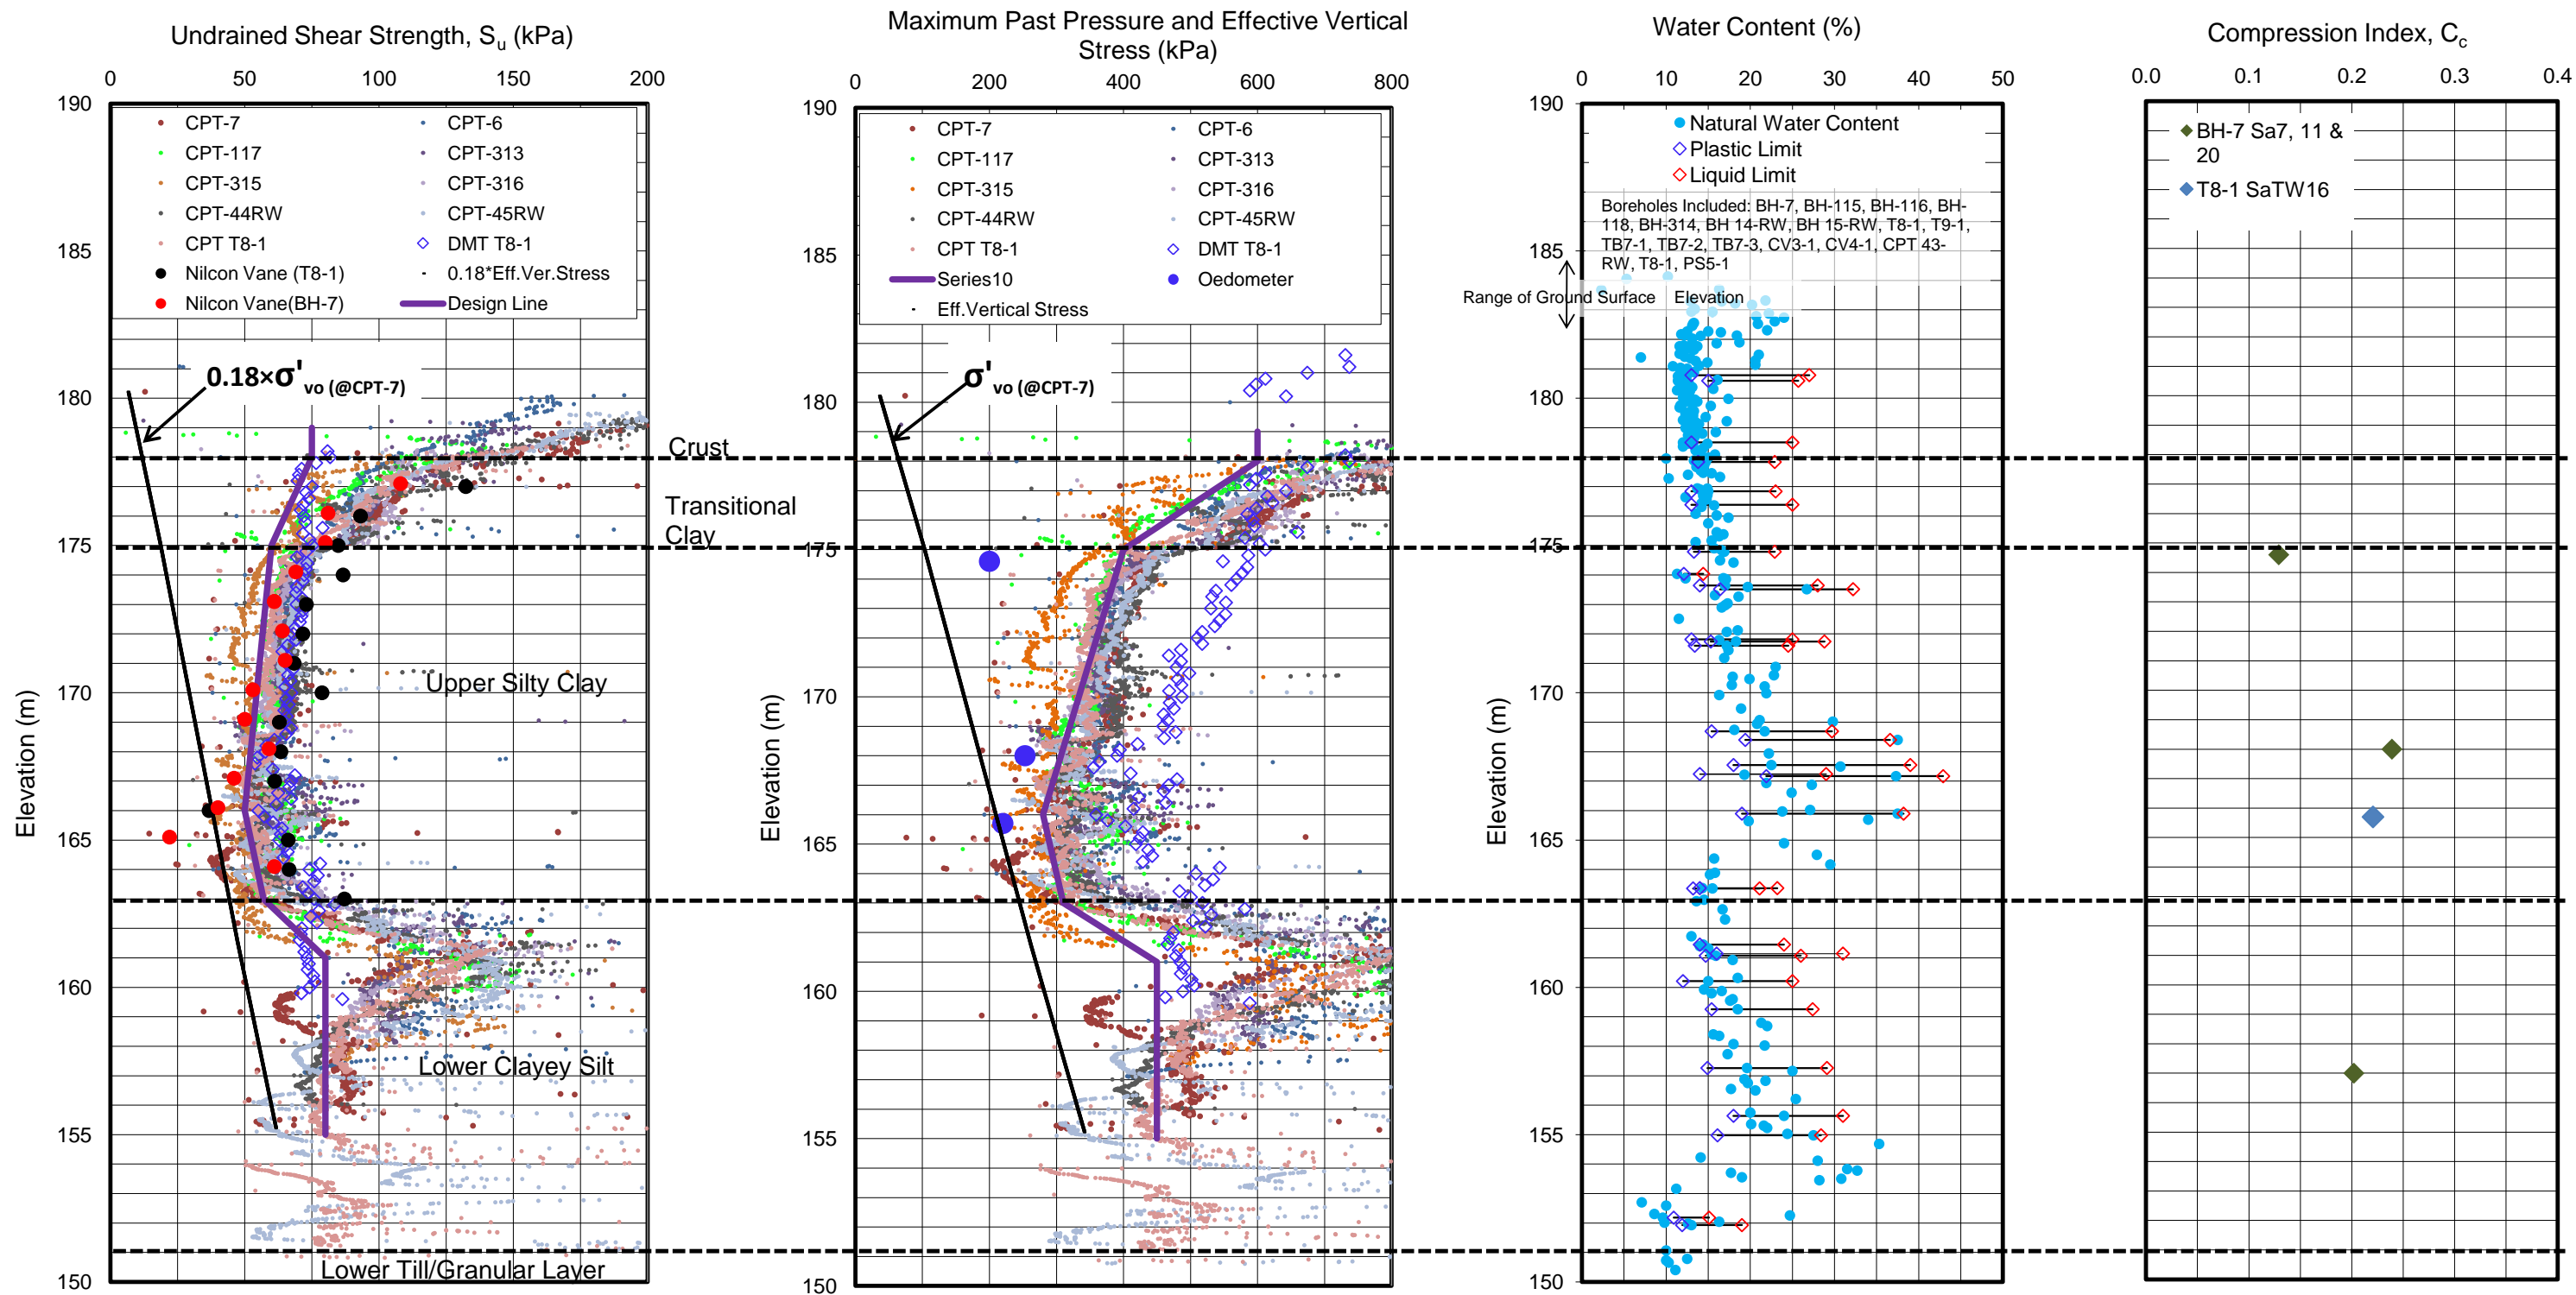 Undrained Shear Strength, Su (kPa)
0 50 100 150 200
190
185
180
175
170
165
160
155
150
Elevation (m)
CPT-7
CPT-6
CPT-117
CPT-313
CPT-315
CPT-316
CPT-44RW
CPT-45RW
CPT T8-1
DMT T8-1
Nilcon Vane (T8-1)
0.18*Eff.Ver.Stress
Nilcon Vane(BH-7)
Design Line
0.18×σ'vo (@CPT-7)
Crust
Transitional
Clay
Upper Silty Clay
Lower Clayey Silt
Lower Till/Granular Layer
Maximum Past Pressure and Effective Vertical
Stress (kPa)
0 200 400 600 800
190
185
180
175
170
165
160
155
150
Elevation (m)
CPT-7
CPT-6
CPT-117
CPT-313
CPT-315
CPT-316
CPT-44RW
CPT-45RW
CPT T8-1
DMT T8-1
Series10
Oedometer
Eff.Vertical Stress
σ'vo (@CPT-7)
Water Content (%)
0 10 20 30 40 50
190
185
180
175
170
165
160
155
150
Elevation (m)
Natural Water Content
Plastic Limit
Liquid Limit
Boreholes Included: BH-7, BH-115, BH-116, BH-
118, BH-314, BH 14-RW, BH 15-RW, T8-1, T9-1,
TB7-1, TB7-2, TB7-3, CV3-1, CV4-1, CPT 43-
RW, T8-1, PS5-1
Range of Ground Surface Elevation
Compression Index, Cc
0.0 0.1 0.2 0.3 0.4
BH-7 Sa7, 11 &
20
T8-1 SaTW16